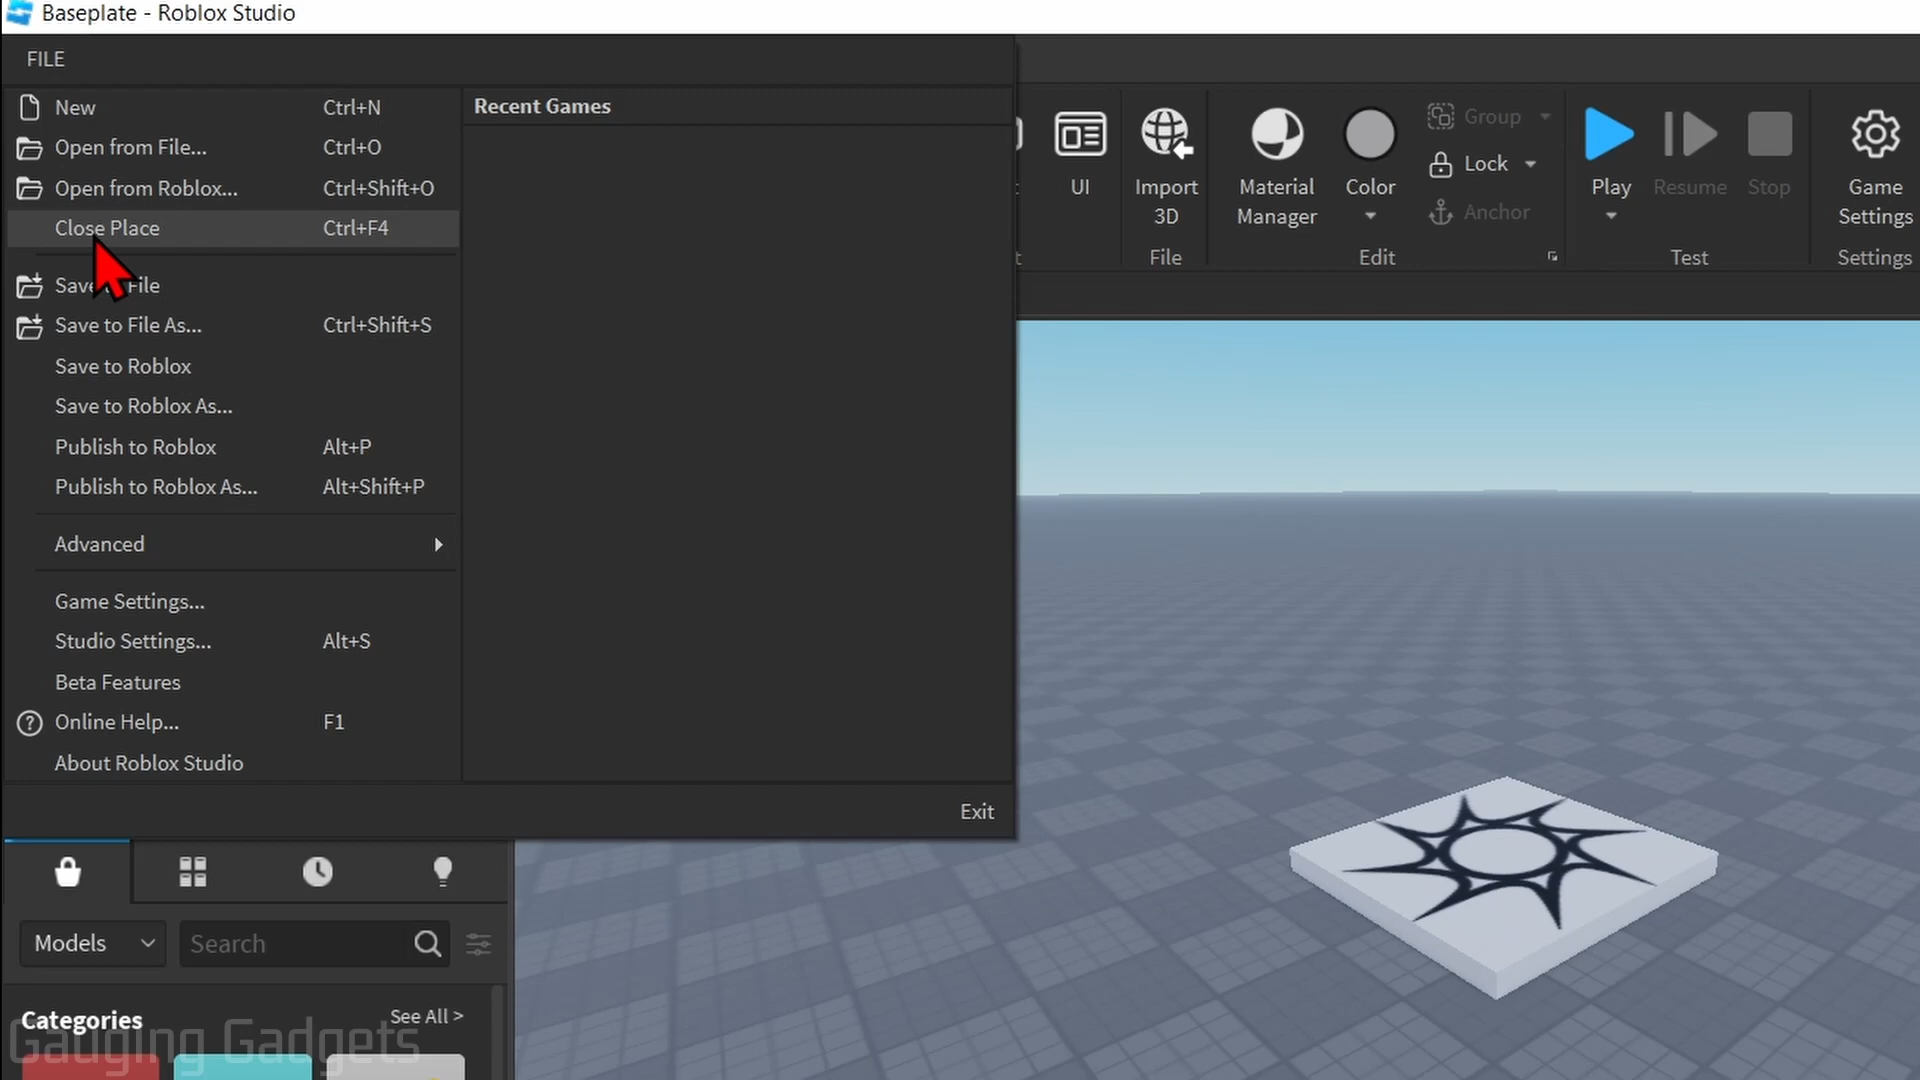 Baseplate - Roblox Studio
FILE
New Ctrl+N
Open from File... Ctrl+O
Open from Roblox... Ctrl+Shift+O
Close Place Ctrl+F4
Save to File
Save to File As... Ctrl+Shift+S
Save to Roblox
Save to Roblox As...
Publish to Roblox Alt+P
Publish to Roblox As... Alt+Shift+P
Advanced
Game Settings...
Studio Settings... Alt+S
Beta Features
Online Help... F1
About Roblox Studio
Recent Games
Exit
UI
Import
3D
File
Material
Manager
Color
Group
Lock
Anchor
Edit
Play
Resume
Stop
Test
Game
Settings
Settings
Models
Search
Categories
See All >
Gauging Gadgets